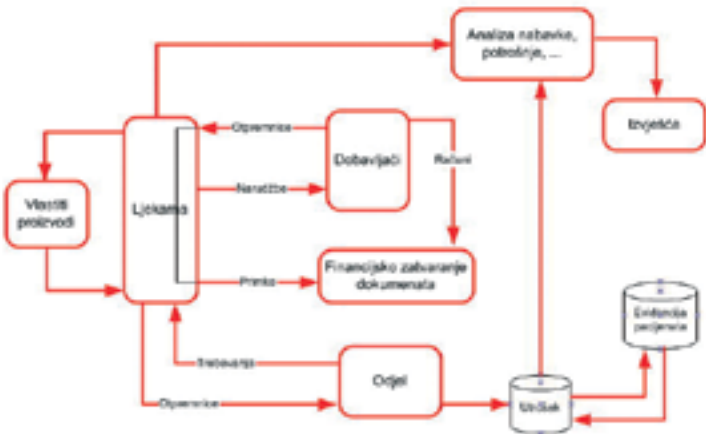 Analiza nabavke,
potrošnje, ...
Izvješća
Otpremnice
Dobavljači
Računi
Vlastiti
proizvodi
Ljekarna
Narudžbe
Primke
Financijsko zatvaranje
dokumenata
Evidencija
pacijenata
Trebovanja
Odjel
Otpremnice
Utrošak